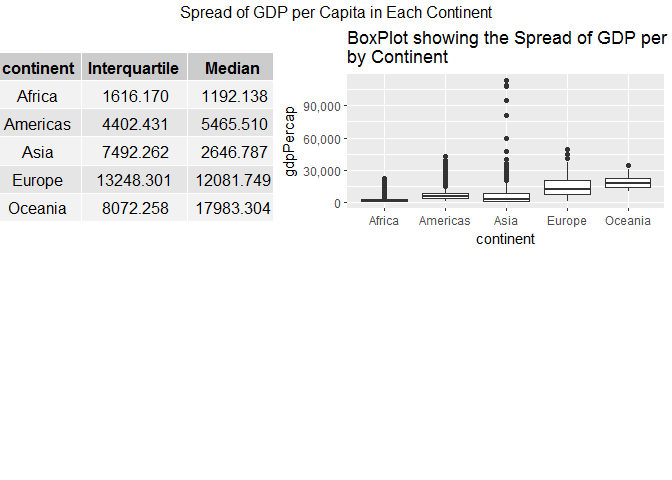 Spread of GDP per Capita in Each Continent
continent Interquartile Median
Africa 1616.170 1192.138
Americas 4402.431 5465.510
Asia 7492.262 2646.787
Europe 13248.301 12081.749
Oceania 8072.258 17983.304
BoxPlot showing the Spread of GDP per
by Continent
gdpPercap
90,000
60,000
30,000
0
Africa Americas Asia Europe Oceania
continent